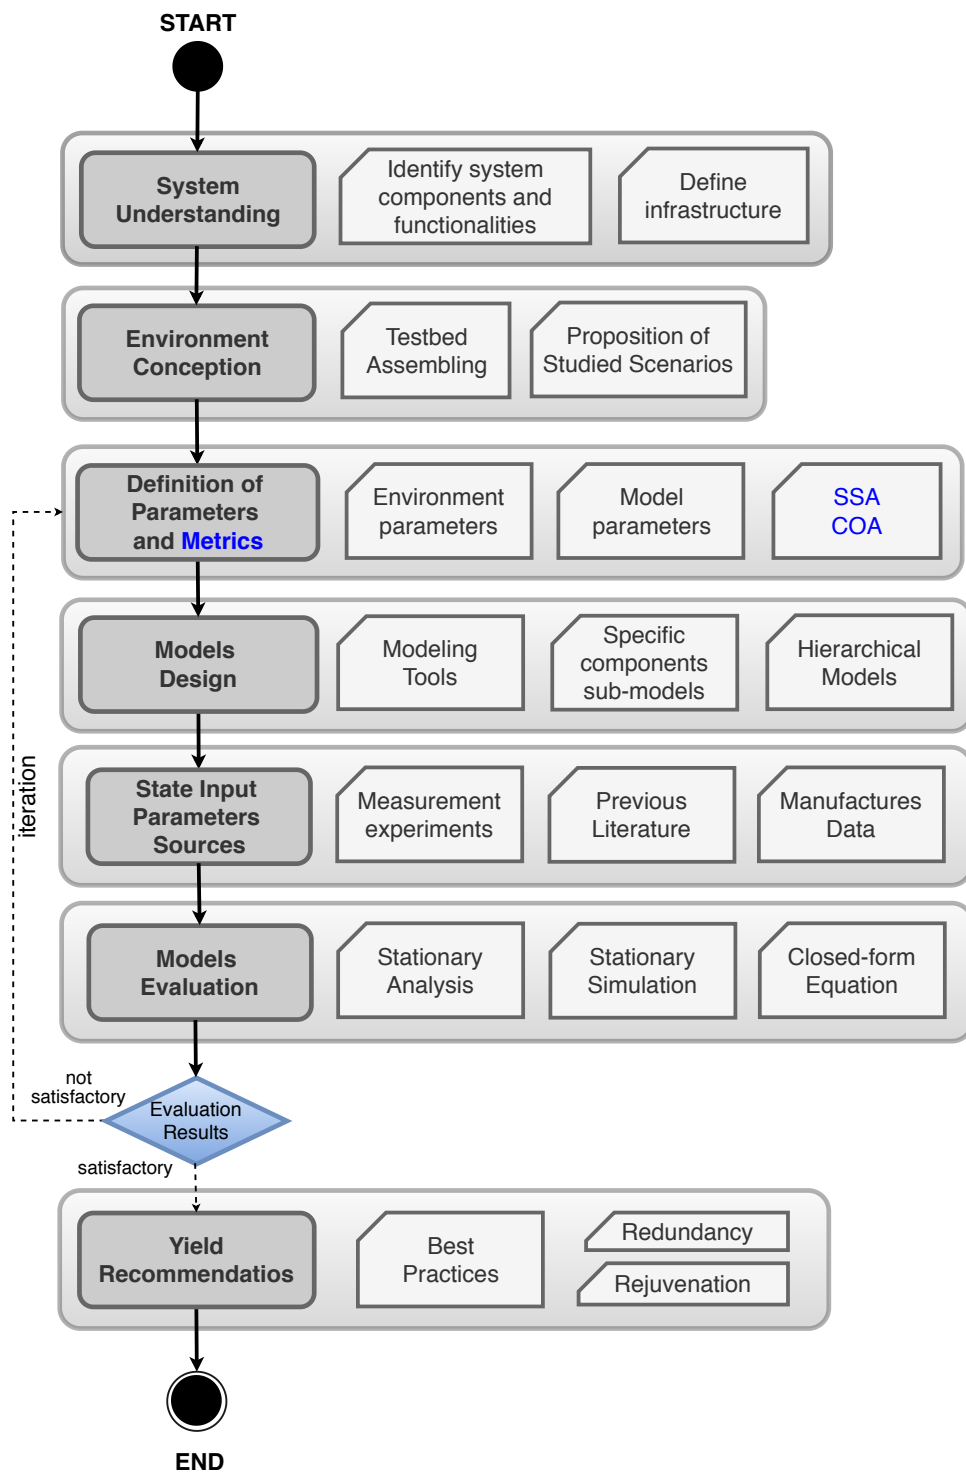 START
System
Understanding
Identify system
components and
functionalities
Define
infrastructure
Environment
Conception
Testbed
Assembling
Proposition of
Studied Scenarios
Definition of
Parameters
and Metrics
Environment
parameters
Model
parameters
SSA
COA
Models
Design
Modeling
Tools
Specific
components
sub-models
Hierarchical
Models
State Input
Parameters
Sources
Measurement
experiments
Previous
Literature
Manufactures
Data
iteration
Models
Evaluation
Stationary
Analysis
Stationary
Simulation
Closed-form
Equation
not
satisfactory
Evaluation
Results
satisfactory
Yield
Recommendatios
Best
Practices
Redundancy
Rejuvenation
END